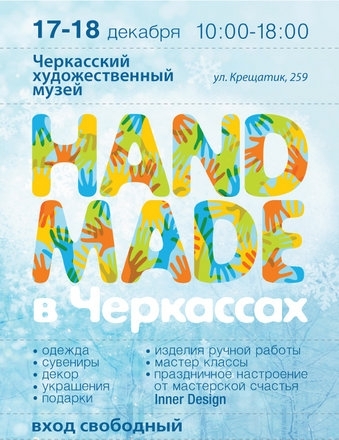 17-18 декабря 10:00-18:00
Черкасский
художественный
музей
ул. Крещатик, 259
HAND
MADE
в Черкассах
• одежда
• сувениры
• декор
• украшения
• подарки
• изделия ручной работы
• мастер классы
• праздничное настроение
от мастерской счастья
Inner Design
вход свободный